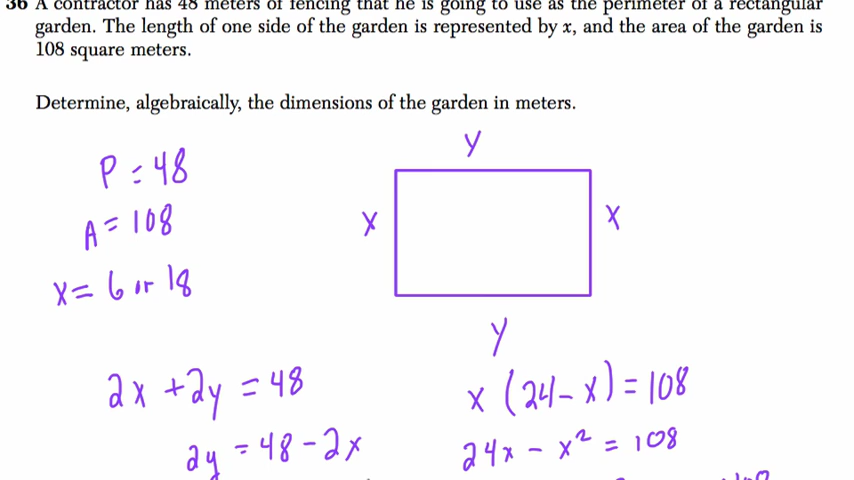 36 A contractor has 48 meters of fencing that he is going to use as the perimeter of a rectangular
garden. The length of one side of the garden is represented by x, and the area of the garden is
108 square meters.
Determine, algebraically, the dimensions of the garden in meters.
P = 48
A = 108
x = 6 or 18
y
x
x
y
2x + 2y = 48
2y = 48 - 2x
x (24 - x) = 108
24x - x² = 108